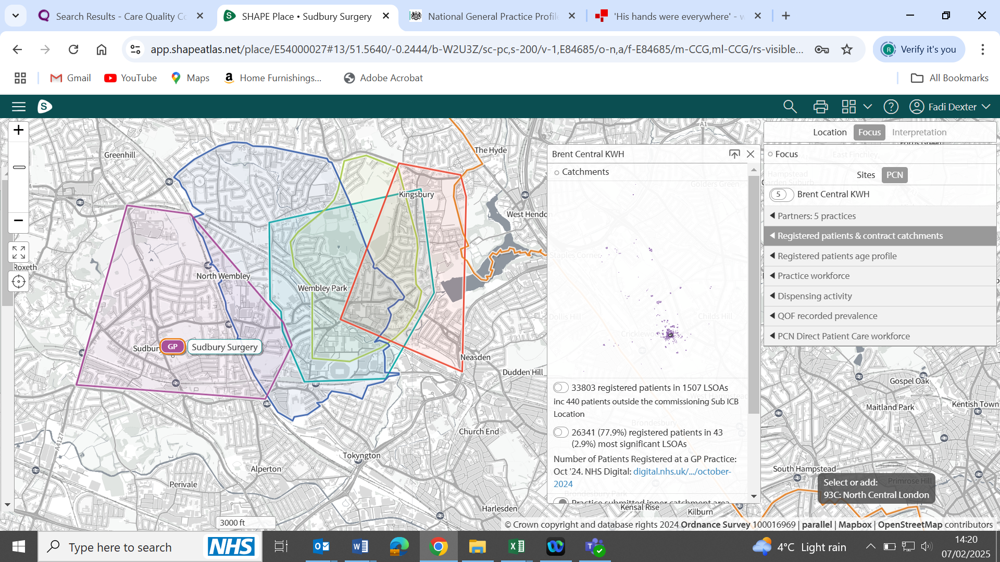 Search Results - Care Quality Co
SHAPE Place • Sudbury Surgery
National General Practice Profile
'His hands were everywhere' - w
app.shapeatlas.net/place/E54000027#13/51.5640/-0.2444/b-W2U3Z/sc-pc,s-200/v-1,E84685/o-n,a/f-E84685/m-CCG,ml-CCG/rs-visible...
R
Verify it's you
Gmail
YouTube
Maps
Home Furnishings...
Adobe Acrobat
All Bookmarks
S
Fadi Dexter
Location
Focus
Interpretation
Focus
East Finchley
Hampstead
Sites
PCN
5
Brent Central KWH
Partners: 5 practices
Registered patients & contract catchments
Registered patients age profile
Practice workforce
Dispensing activity
QOF recorded prevalence
PCN Direct Patient Care workforce
Brent Central KWH
Catchments
Golders Green
Staples Corner
Dollis Hill
Childs Hill
Cricklewood
33803 registered patients in 1507 LSOAs
inc 440 patients outside the commissioning Sub ICB
Location
Brondesbury
26341 (77.9%) registered patients in 43
(2.9%) most significant LSOAs
Number of Patients Registered at a GP Practice:
Oct '24. NHS Digital: digital.nhs.uk/.../october-
2024
Practice submitted inner catchment area
A1
The Hyde
Greenhill
Kingsbury
West Hendo
Roxeth
North Wembley
Wembley Park
Sudbury
GP
Sudbury Surgery
Neasden
Dudden Hill
Church End
Tokyngton
A4127
Alperton
Perivale
Harlesden
Kensal Rise
Kilburn
Gospel Oak
Maitland Park
Kentish Town
South Hampstead
Primrose Hill
Select or add:
93C: North Central London
3000 ft
© Crown copyright and database rights 2024 Ordnance Survey 100016969 | parallel | Mapbox | OpenStreetMap contributors
Type here to search
NHS
4°C Light rain
14:20
07/02/2025